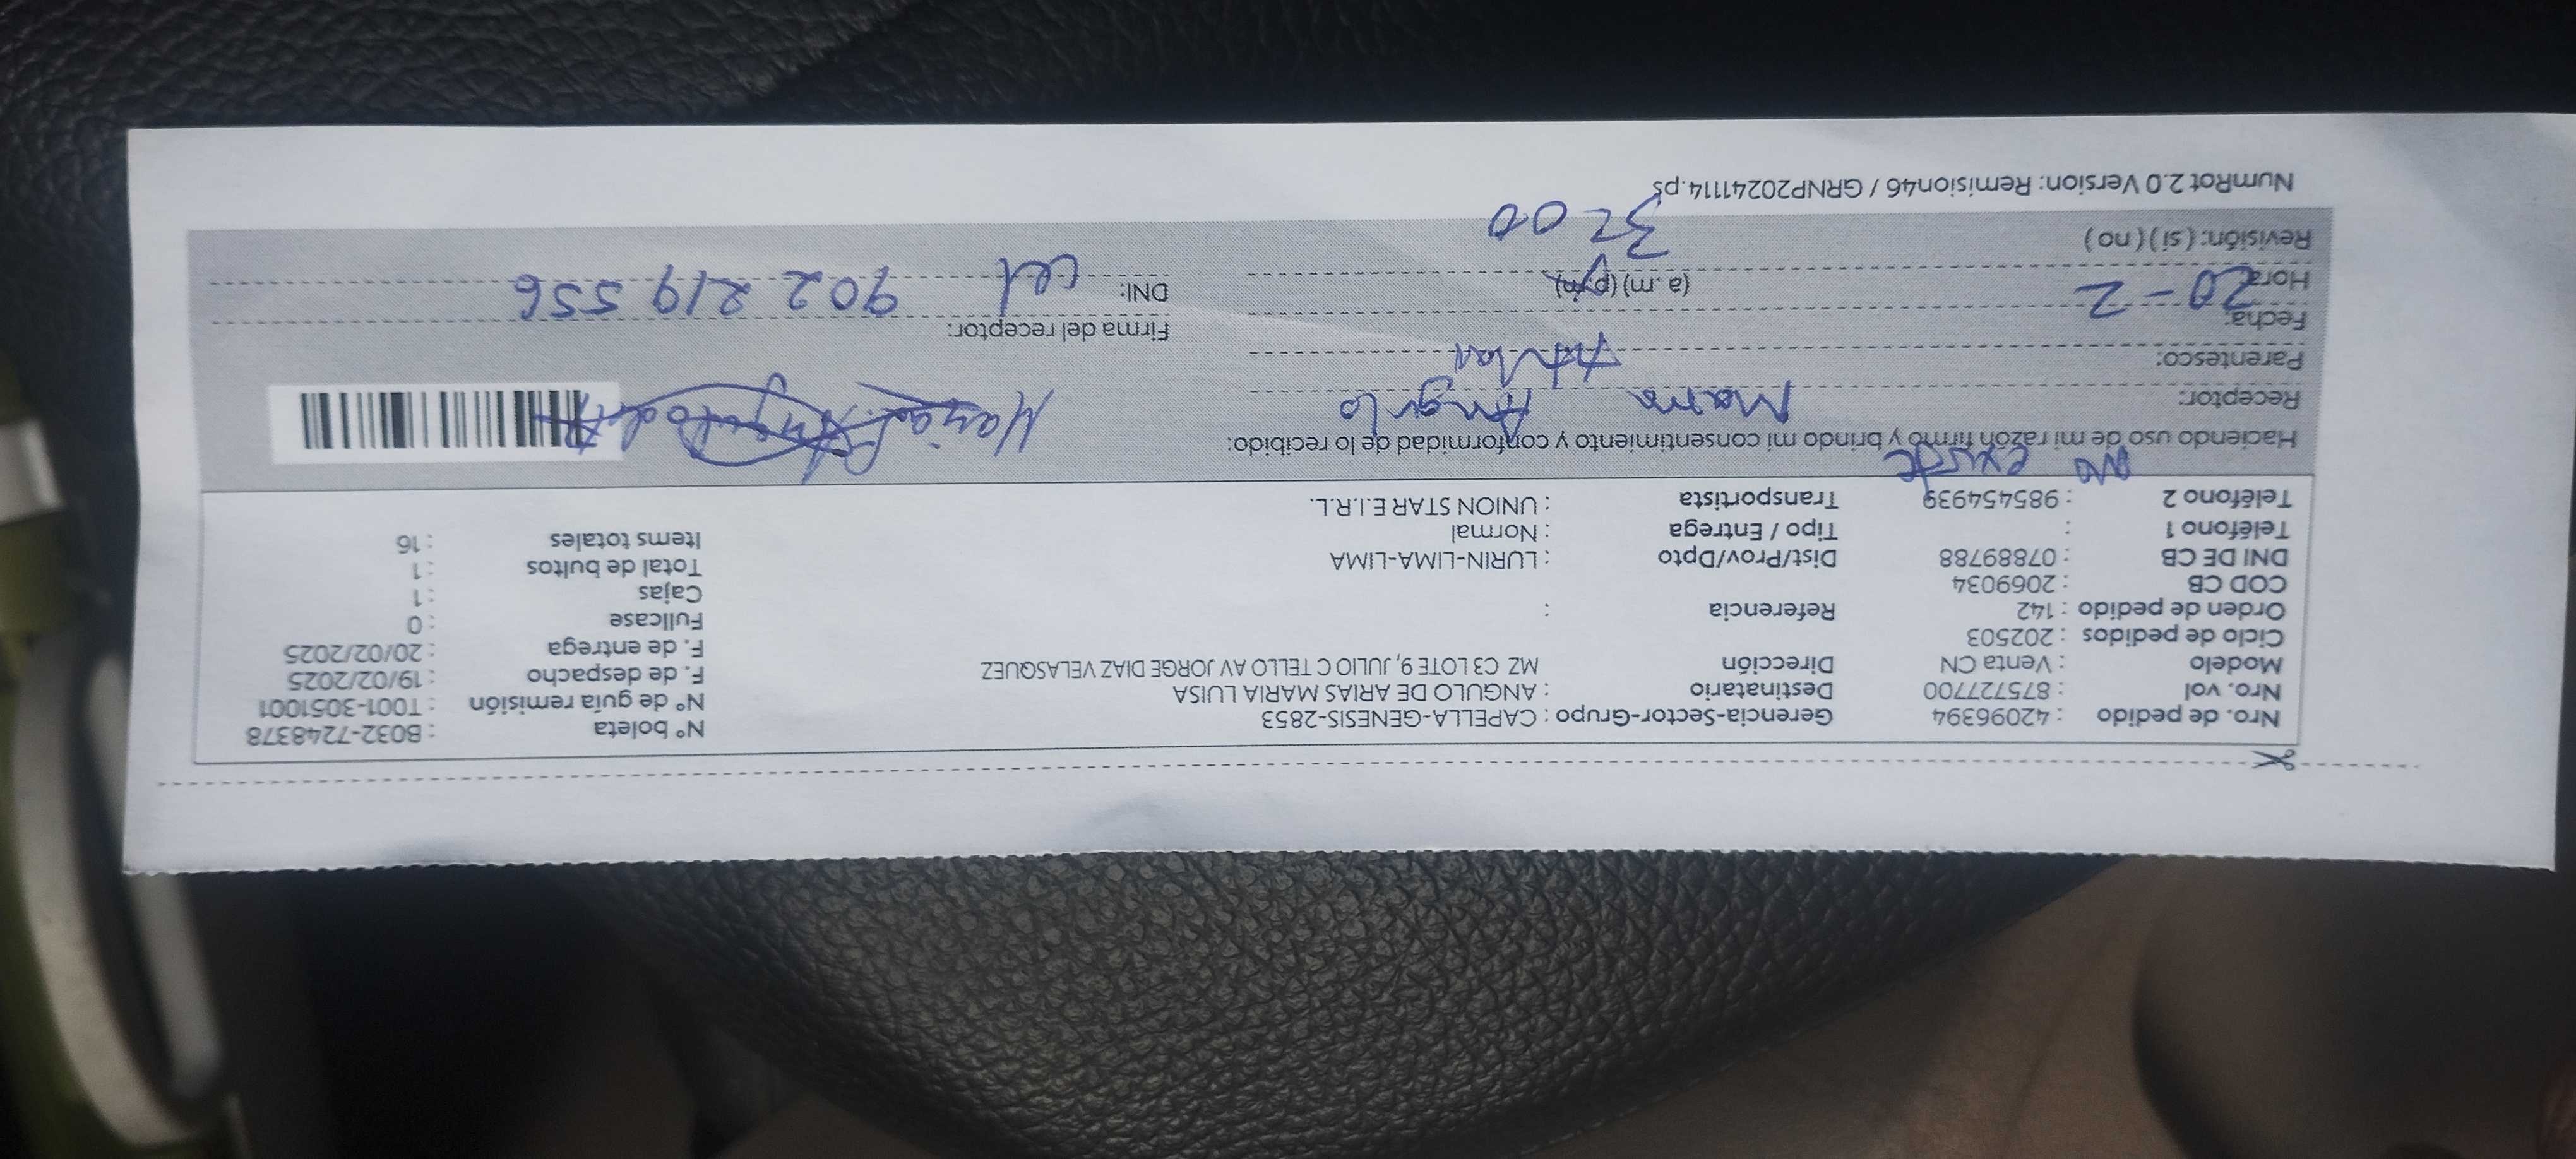 Nro. de pedido : 42096394 Gerencia-Sector-Grupo : CAPELLA-GENESIS-2853 N° boleta : B032-7248378
Nro. vol : 875727700 Destinatario : ANGULO DE ARIAS MARIA LUISA N° de guía remisión : T001-3051001
Modelo : Venta CN Dirección MZ C3 LOTE 9, JULIO C TELLO AV JORGE DIAZ VELASQUEZ F. de despacho : 19/02/2025
Ciclo de pedidos : 202503 F. de entrega : 20/02/2025
Orden de pedido : 142 Referencia : Fullcase : 0
COD CB : 2069034 Cajas : 1
DNI DE CB : 07889788 Dist/Prov/Dpto : LURIN-LIMA-LIMA Total de bultos : 1
Teléfono 1 : Tipo / Entrega : Normal Items totales : 16
Teléfono 2 : 985454939 Transportista : UNION STAR E.I.R.L.
no existe
Haciendo uso de mi razón firmo y brindo mi consentimiento y conformidad de lo recibido:
Receptor: Maria Angulo
Parentesco: Titular
Fecha: 20-2 Firma del receptor:
Hora: (a.m) (p.m) DNI: cel 902 219 556
Revisión: ( si ) ( no )
3:00
NumRot 2.0 Version: Remision46 / GRNP20241114.ps